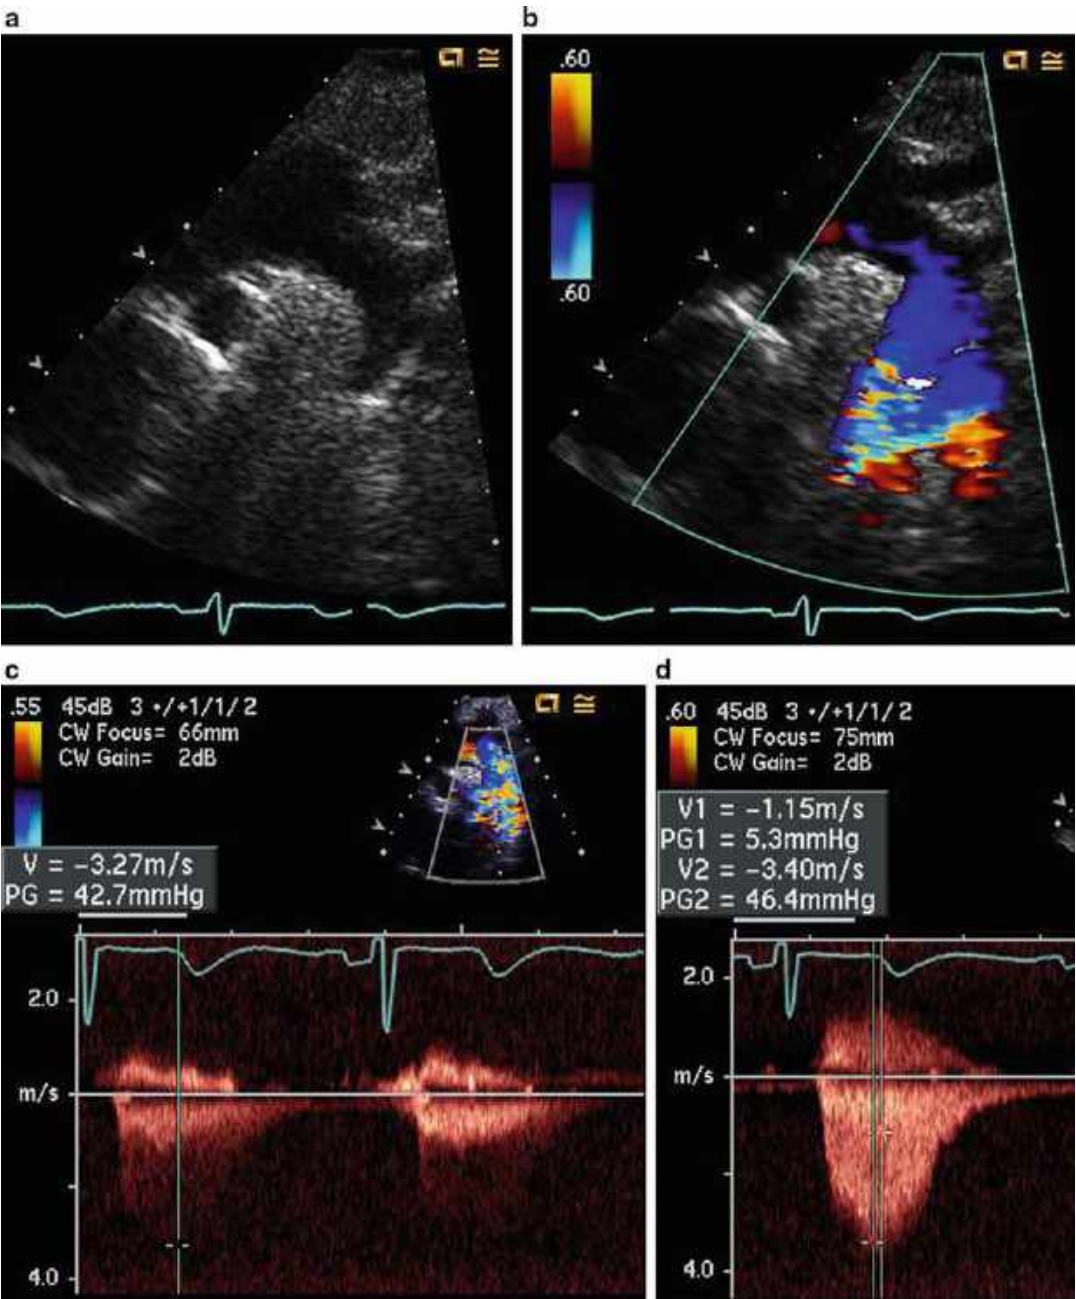 a
b
.60
.60
c
.55 45dB 3 •/+1/1/2
CW Focus= 66mm
CW Gain= 2dB
V = -3.27m/s
PG = 42.7mmHg
2.0
m/s
4.0
d
.60 45dB 3 •/+1/1/2
CW Focus= 75mm
CW Gain= 2dB
V1 = -1.15m/s
PG1 = 5.3mmHg
V2 = -3.40m/s
PG2 = 46.4mmHg
2.0
m/s
4.0